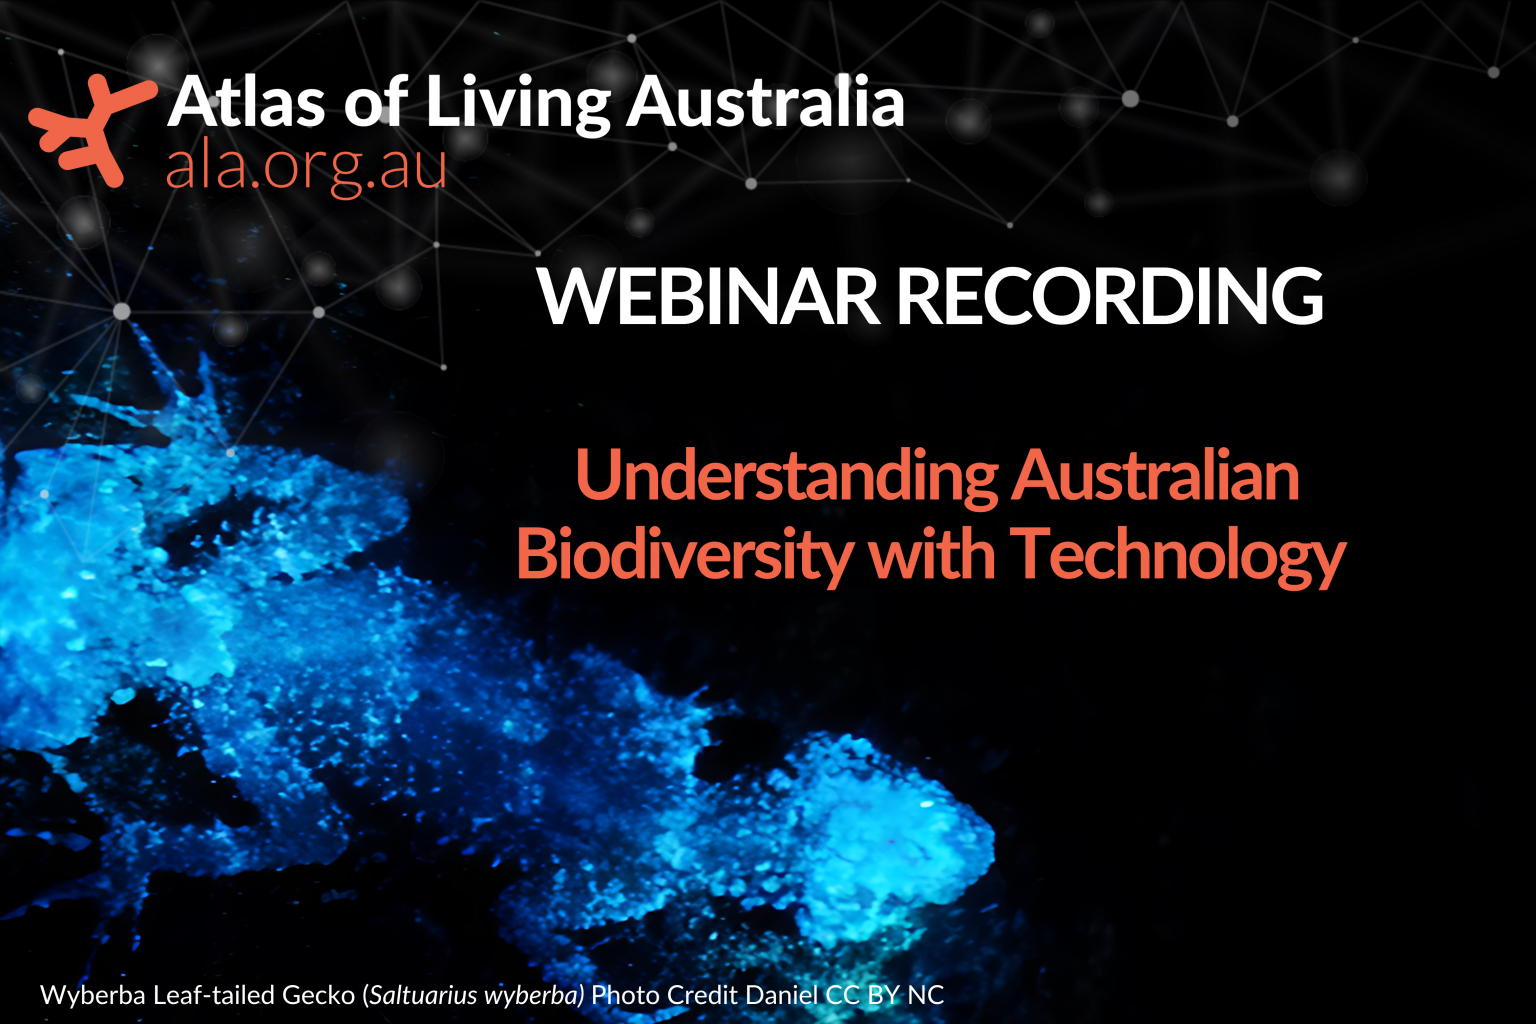 Atlas of Living Australia
ala.org.au
WEBINAR RECORDING
Understanding Australian
Biodiversity with Technology
Wyberba Leaf-tailed Gecko (Saltuarius wyberba) Photo Credit Daniel CC BY NC